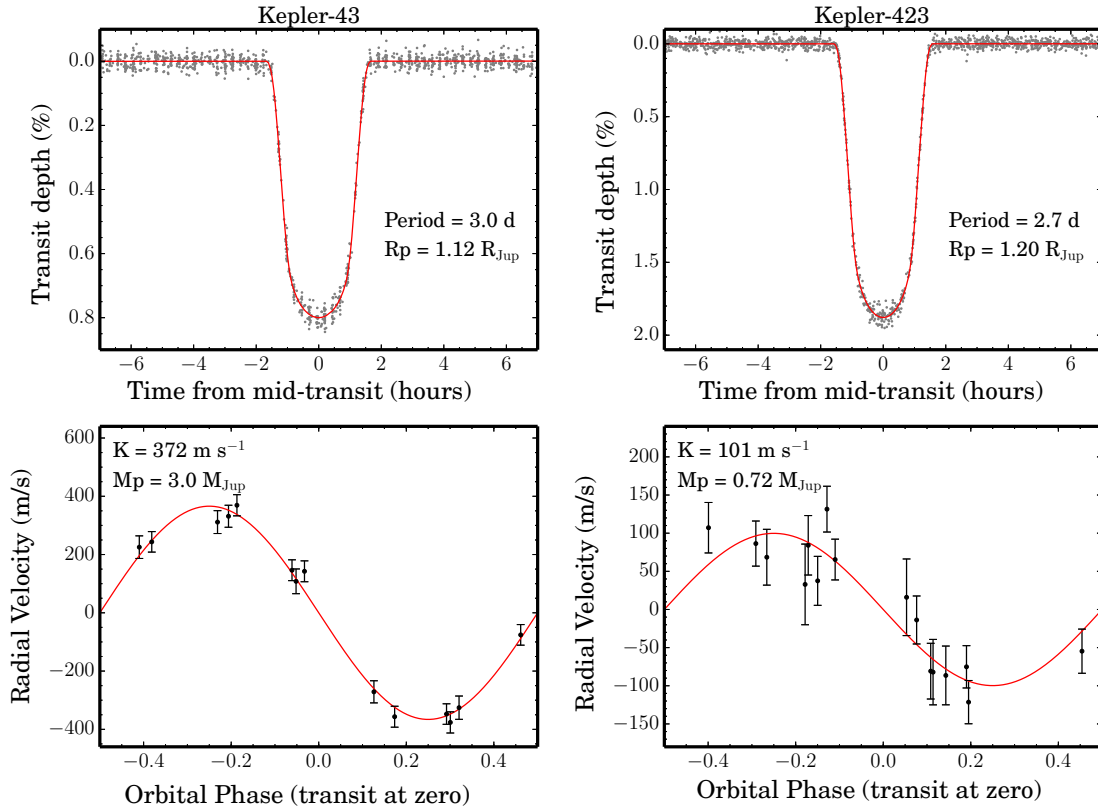 Kepler-43
0.0
0.2
0.4
0.6
0.8
Transit depth (%)
Period = 3.0 d
Rp = 1.12 R_Jup
−6 −4 −2 0 2 4 6
Time from mid-transit (hours)
Kepler-423
0.0
0.5
1.0
1.5
2.0
Transit depth (%)
Period = 2.7 d
Rp = 1.20 R_Jup
−6 −4 −2 0 2 4 6
Time from mid-transit (hours)
600
400
200
0
−200
−400
Radial Velocity (m/s)
K = 372 m s⁻¹
Mp = 3.0 M_Jup
−0.4 −0.2 0.0 0.2 0.4
Orbital Phase (transit at zero)
200
150
100
50
0
−50
−100
−150
Radial Velocity (m/s)
K = 101 m s⁻¹
Mp = 0.72 M_Jup
−0.4 −0.2 0.0 0.2 0.4
Orbital Phase (transit at zero)